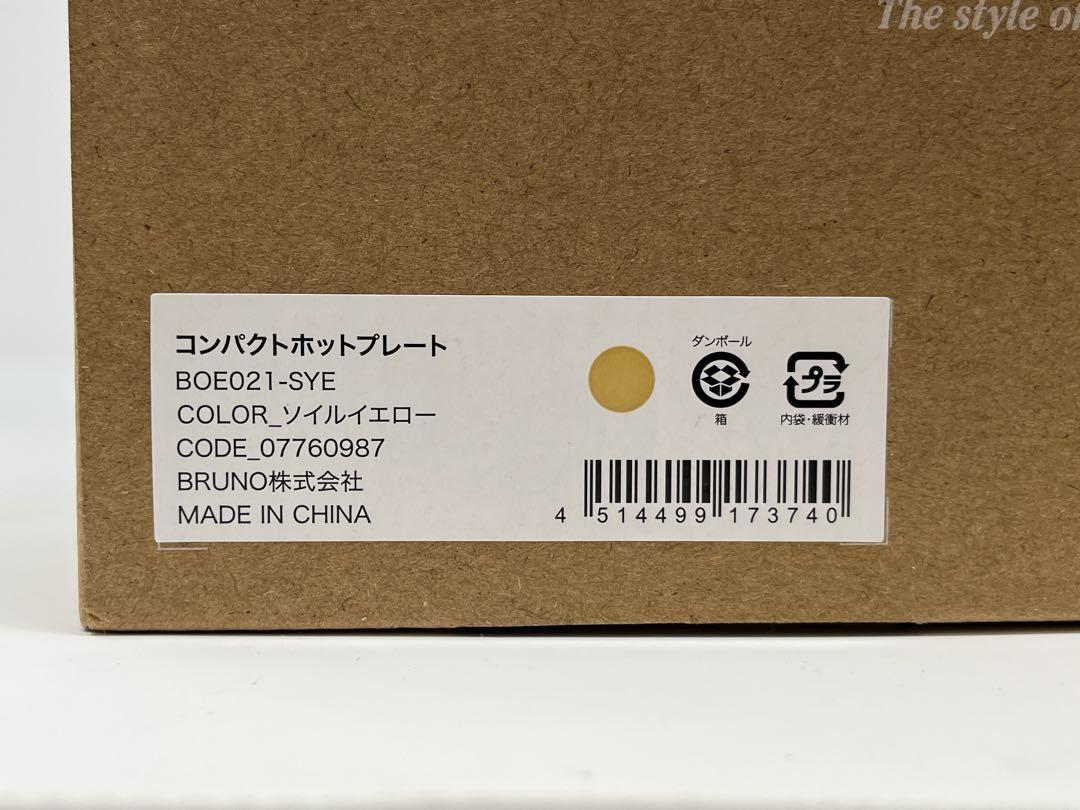 The style of
コンパクトホットプレート
BOE021-SYE
COLOR_ソイルイエロー
CODE_07760987
BRUNO株式会社
MADE IN CHINA
ダンボール
箱
プラ
内袋・緩衝材
4 514499 173740